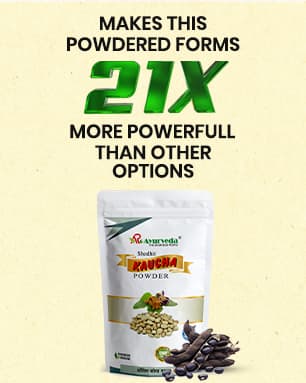 MAKES THIS
POWDERED FORMS
21X
MORE POWERFULL
THAN OTHER
OPTIONS
Ayurveda
Shodhit
KAUCHA
POWDER